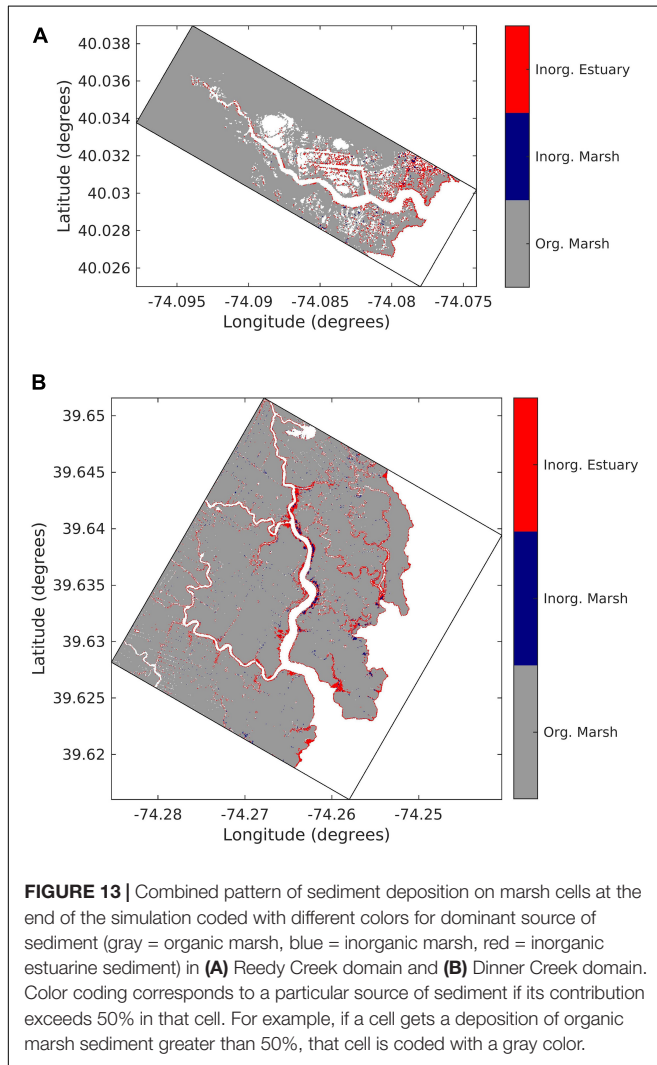 A
40.038
40.036
40.034
40.032
40.03
40.028
40.026
Latitude (degrees)
-74.095
-74.09
-74.085
-74.08
-74.075
Longitude (degrees)
Inorg. Estuary
Inorg. Marsh
Org. Marsh
B
39.65
39.645
39.64
39.635
39.63
39.625
39.62
Latitude (degrees)
-74.28
-74.27
-74.26
-74.25
Longitude (degrees)
Inorg. Estuary
Inorg. Marsh
Org. Marsh
FIGURE 13 | Combined pattern of sediment deposition on marsh cells at the
end of the simulation coded with different colors for dominant source of
sediment (gray = organic marsh, blue = inorganic marsh, red = inorganic
estuarine sediment) in (A) Reedy Creek domain and (B) Dinner Creek domain.
Color coding corresponds to a particular source of sediment if its contribution
exceeds 50% in that cell. For example, if a cell gets a deposition of organic
marsh sediment greater than 50%, that cell is coded with a gray color.